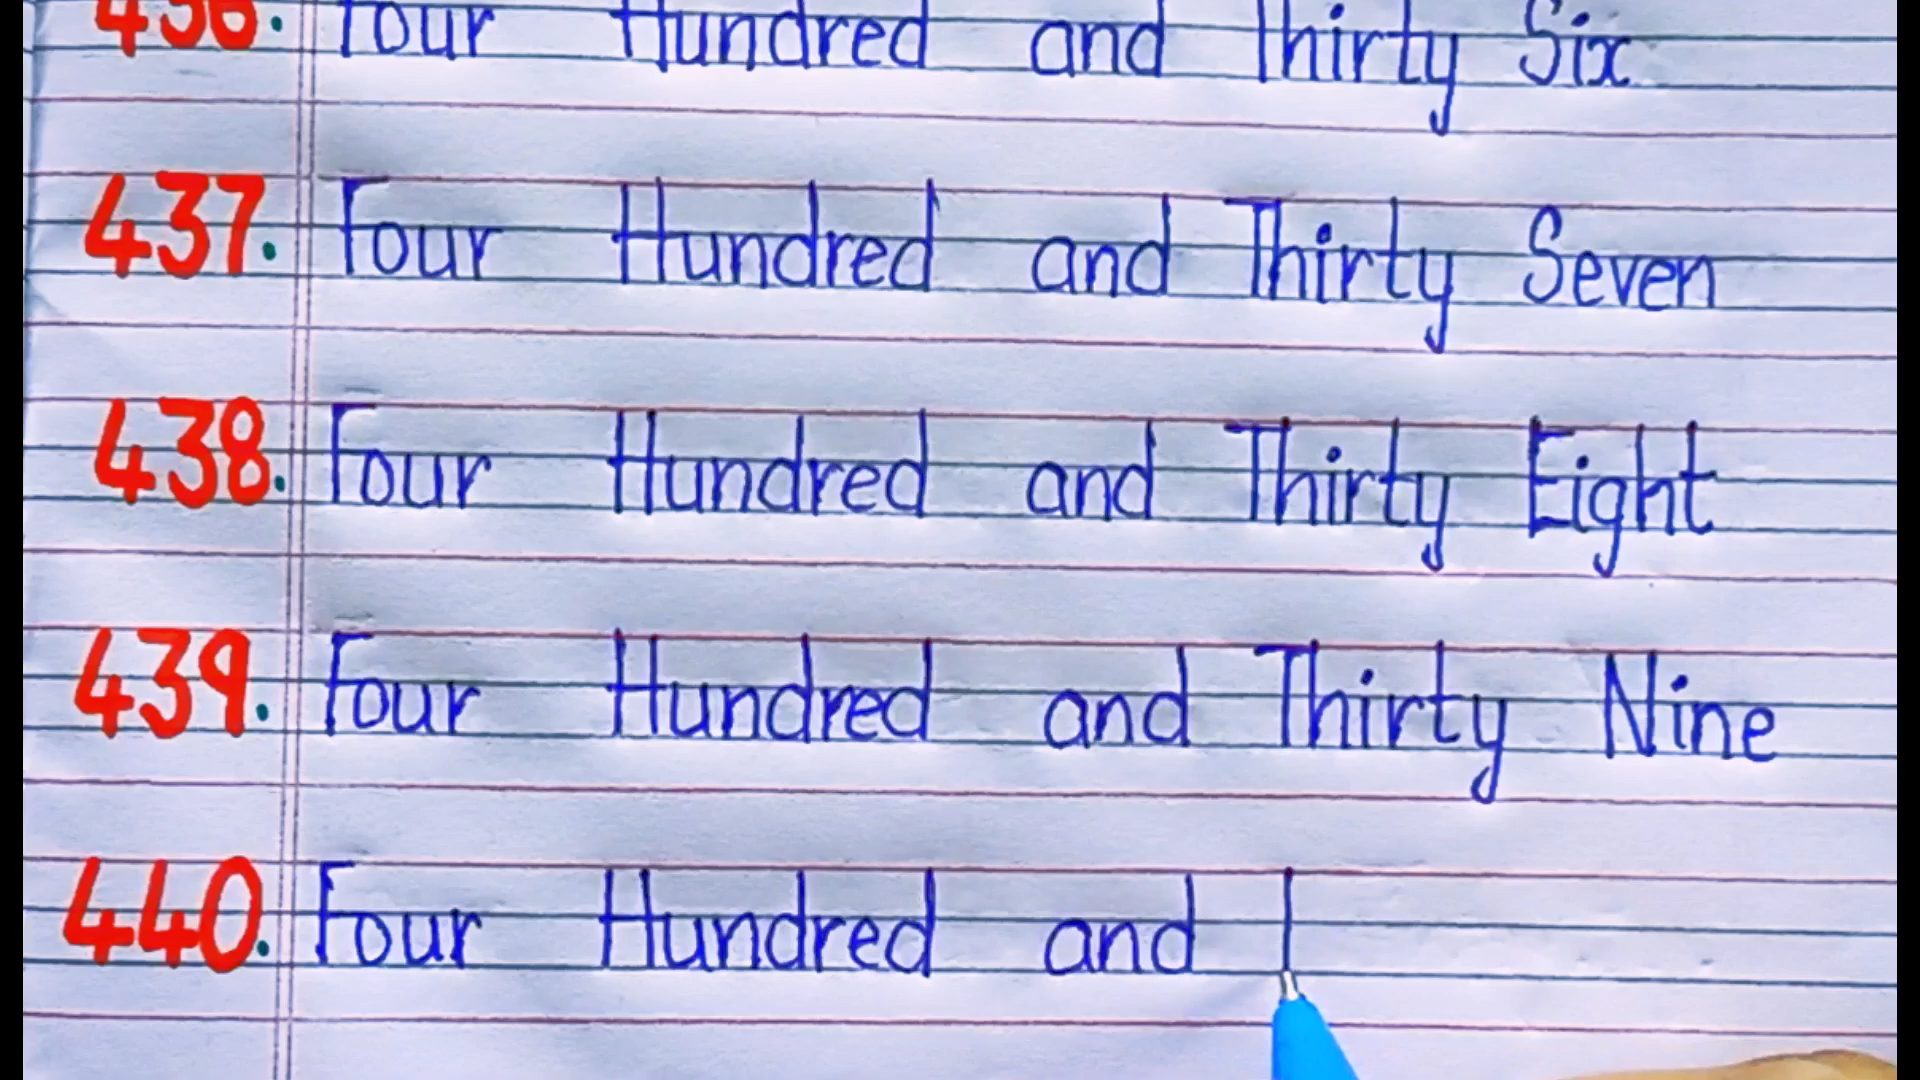 436. Four Hundred and Thirty Six
437. Four Hundred and Thirty Seven
438. Four Hundred and Thirty Eight
439. Four Hundred and Thirty Nine
440. Four Hundred and